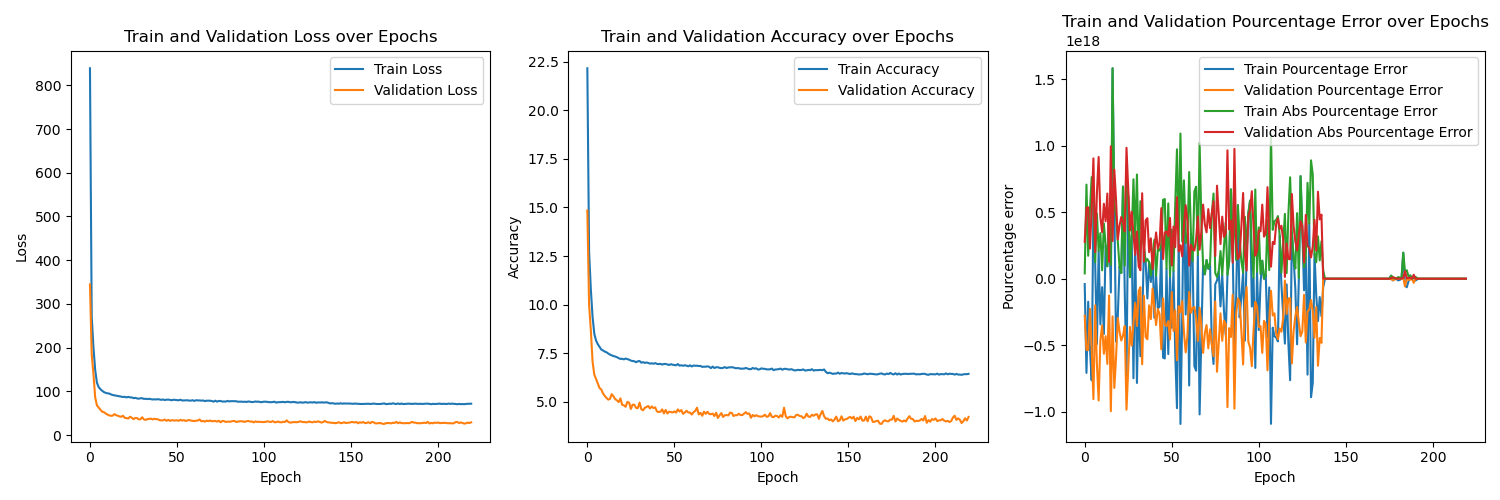 Train and Validation Loss over Epochs
Train Loss
Validation Loss
800
700
600
500
400
300
200
100
0
Loss
0
50
100
150
200
Epoch
Train and Validation Accuracy over Epochs
Train Accuracy
Validation Accuracy
22.5
20.0
17.5
15.0
12.5
10.0
7.5
5.0
Accuracy
0
50
100
150
200
Epoch
Train and Validation Pourcentage Error over Epochs
1e18
Train Pourcentage Error
Validation Pourcentage Error
Train Abs Pourcentage Error
Validation Abs Pourcentage Error
1.5
1.0
0.5
0.0
−0.5
−1.0
Pourcentage error
0
50
100
150
200
Epoch